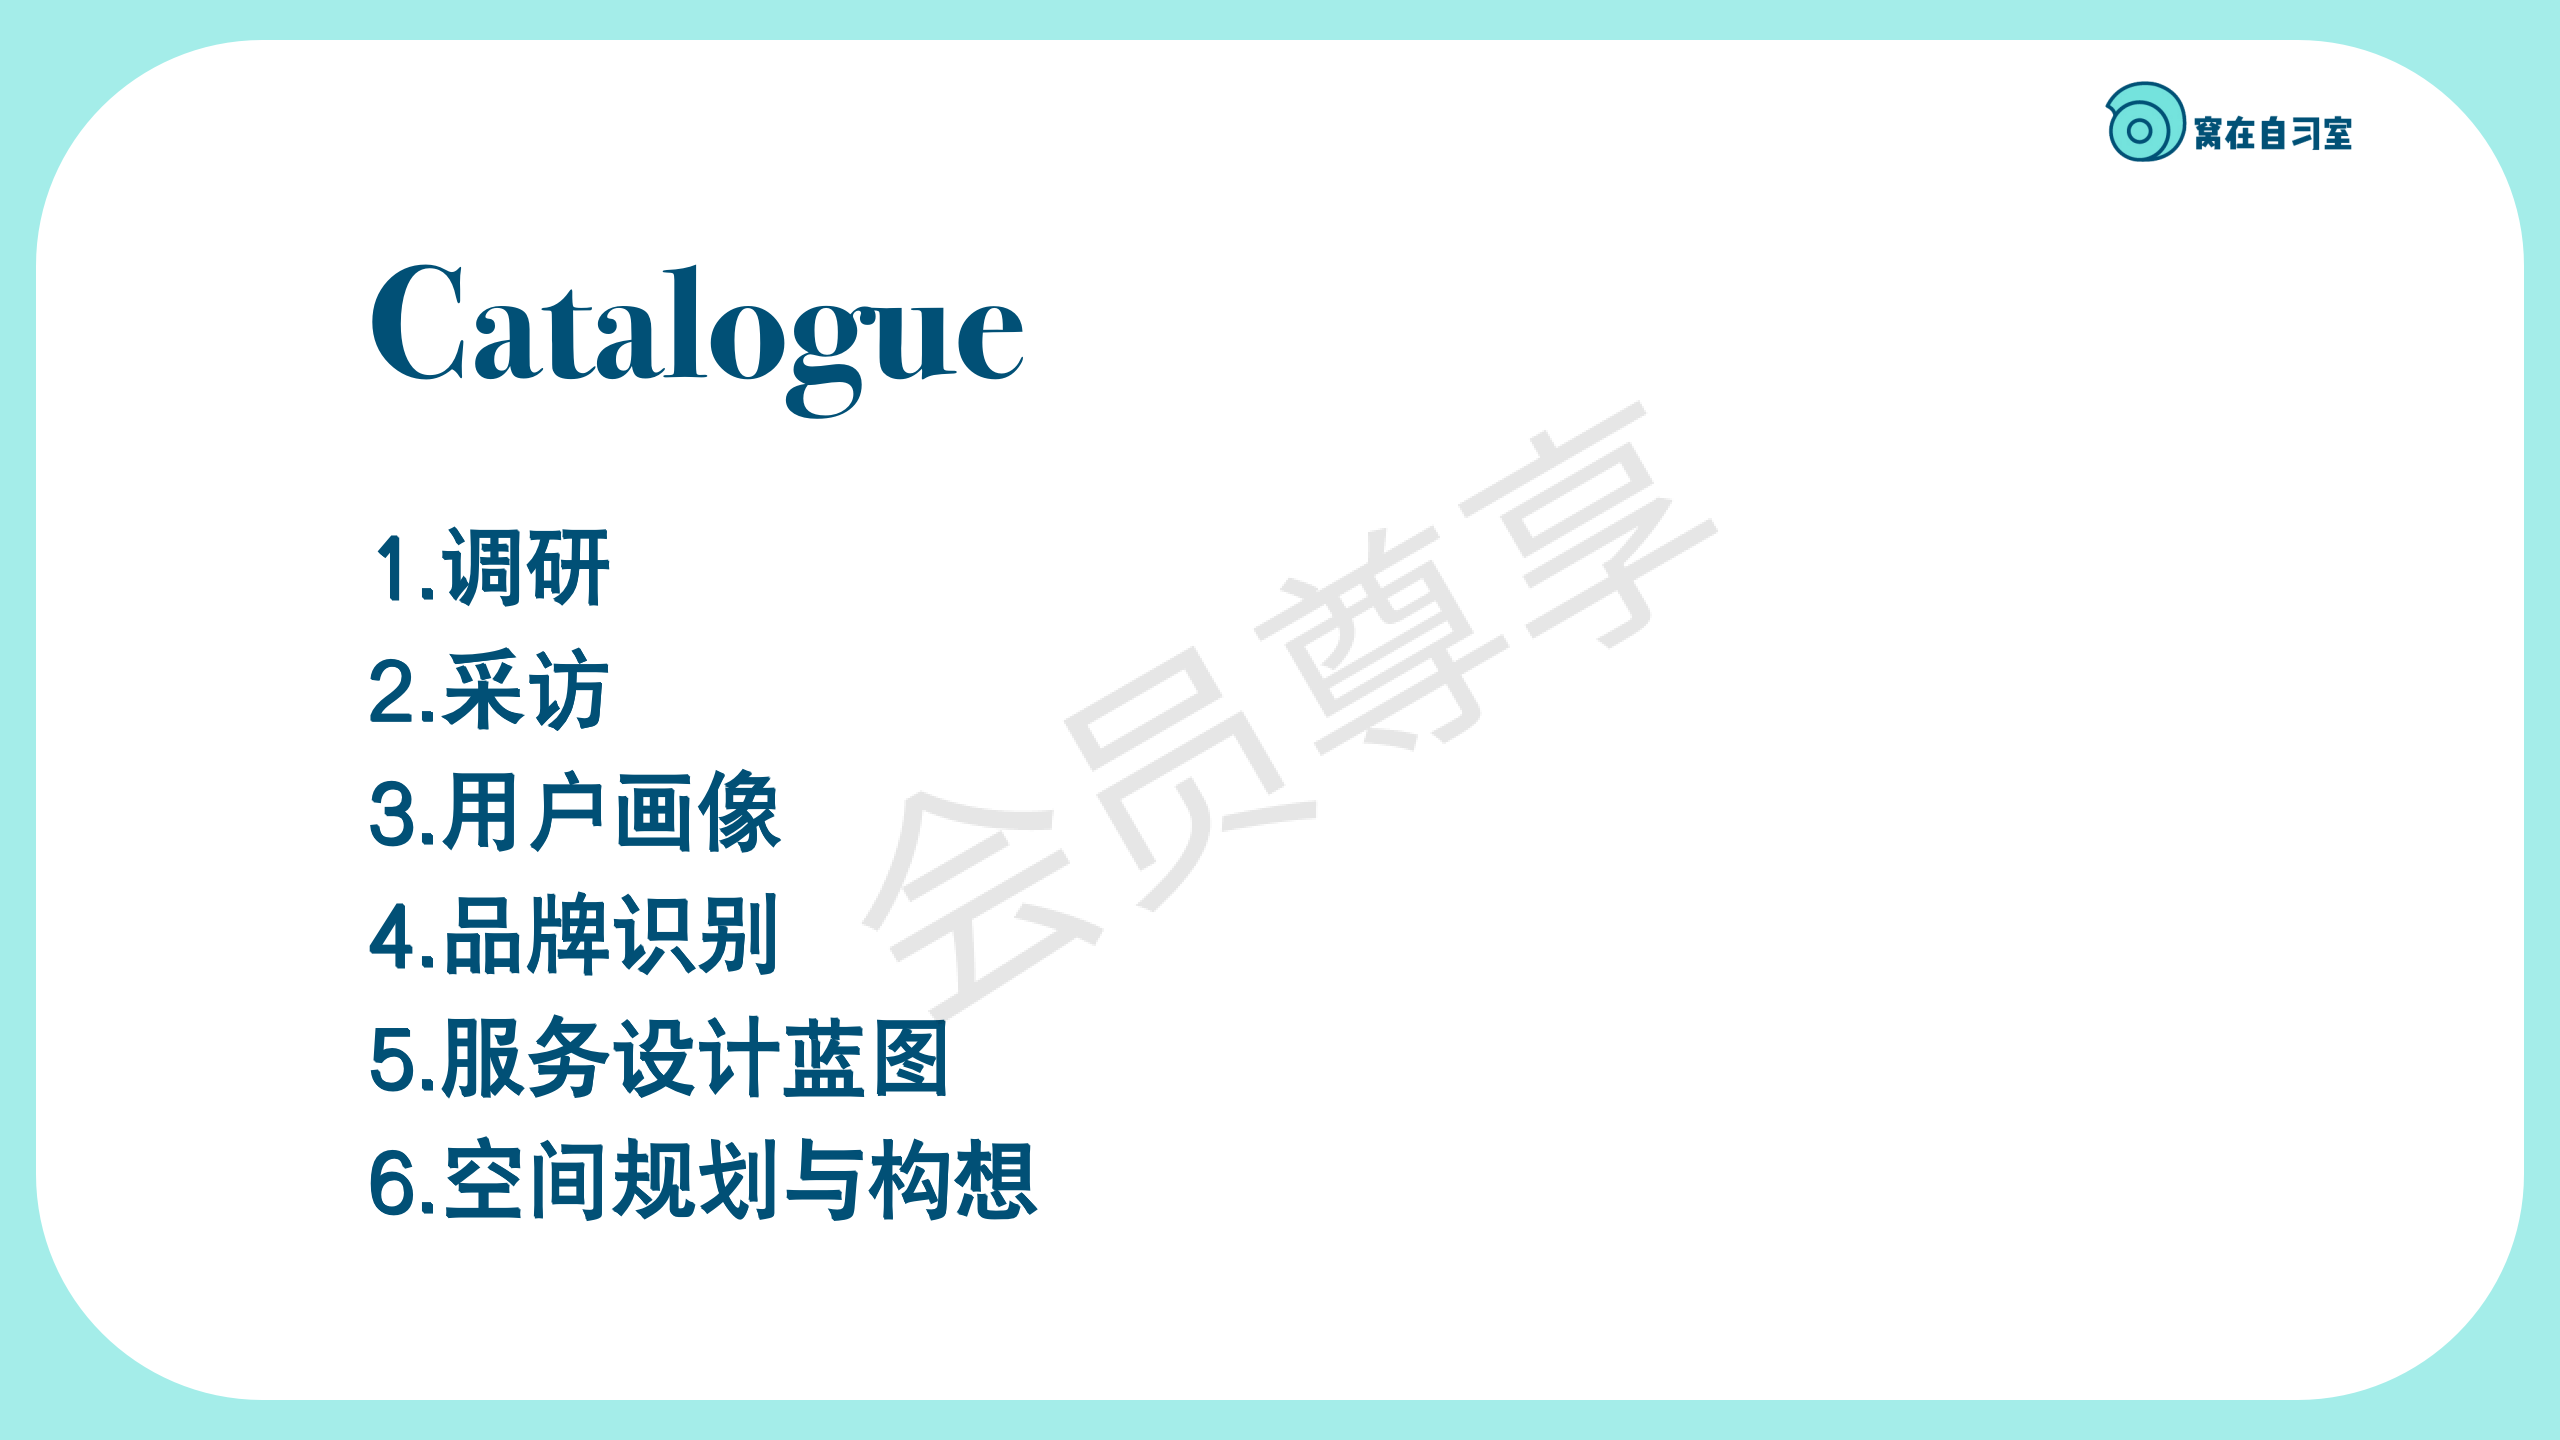 窝在自习室
Catalogue
1.调研
2.采访
3.用户画像
4.品牌识别
5.服务设计蓝图
6.空间规划与构想
会员尊享